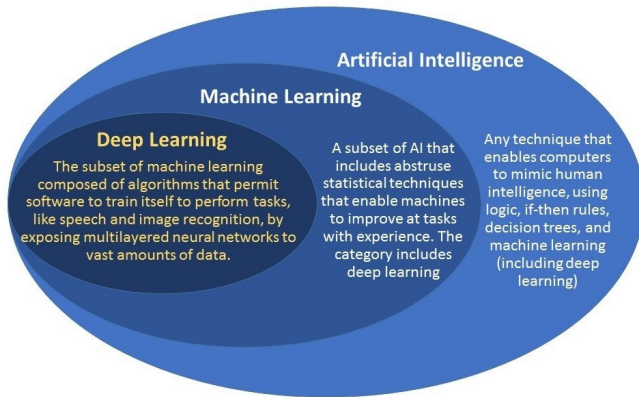 Artificial Intelligence
Machine Learning
Deep Learning
The subset of machine learning
composed of algorithms that permit
software to train itself to perform tasks,
like speech and image recognition, by
exposing multilayered neural networks to
vast amounts of data.
A subset of AI that
includes abstruse
statistical techniques
that enable machines
to improve at tasks
with experience. The
category includes
deep learning
Any technique that
enables computers
to mimic human
intelligence, using
logic, if-then rules,
decision trees, and
machine learning
(including deep
learning)